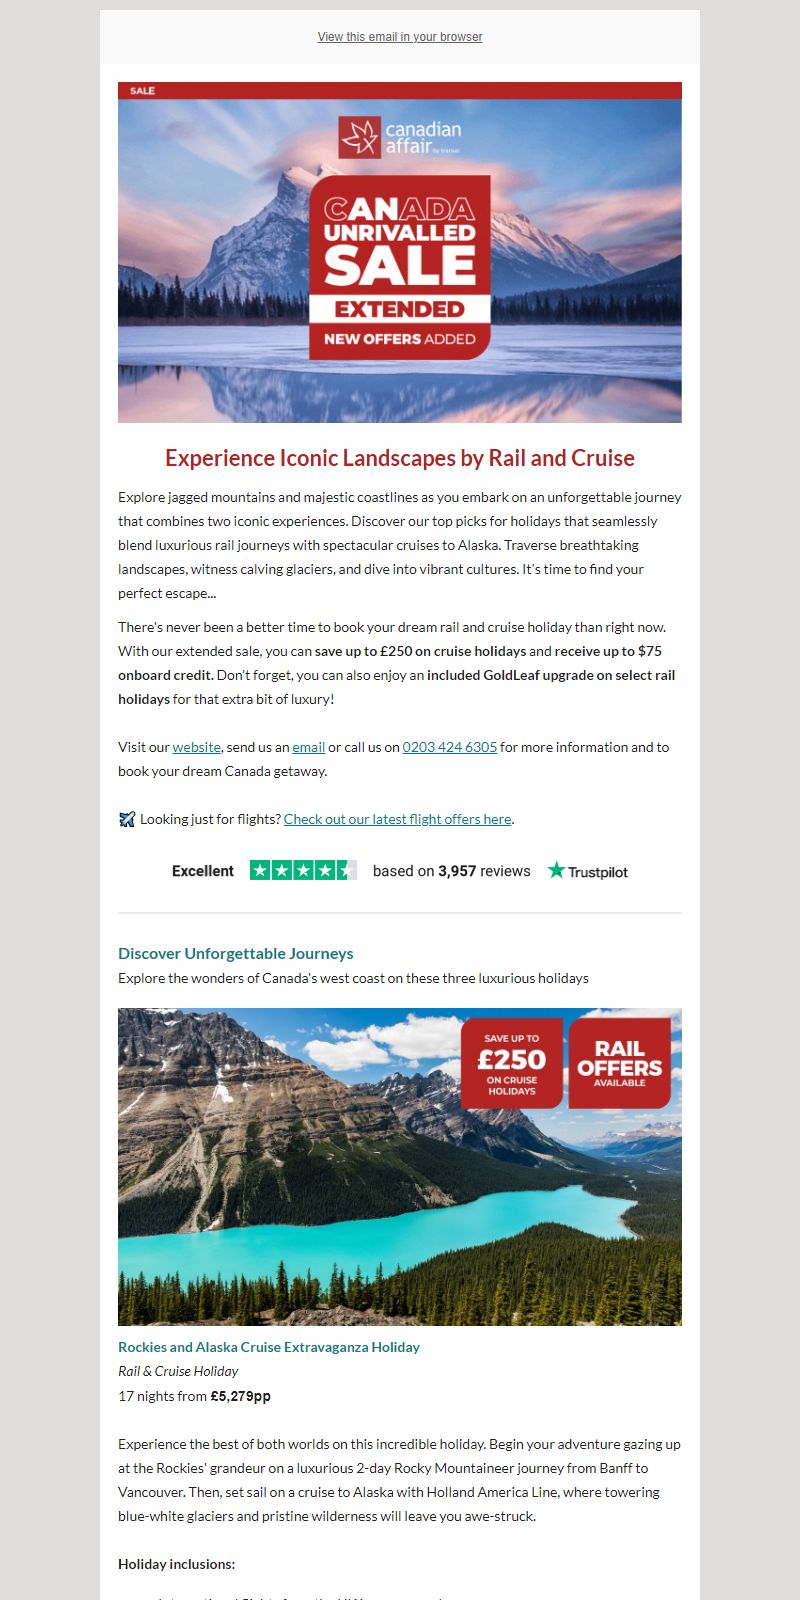 View this email in your browser
SALE
canadian
affair by transat
CANADA
UNRIVALLED
SALE
EXTENDED
NEW OFFERS ADDED
Experience Iconic Landscapes by Rail and Cruise
Explore jagged mountains and majestic coastlines as you embark on an unforgettable journey
that combines two iconic experiences. Discover our top picks for holidays that seamlessly
blend luxurious rail journeys with spectacular cruises to Alaska. Traverse breathtaking
landscapes, witness calving glaciers, and dive into vibrant cultures. It's time to find your
perfect escape...
There's never been a better time to book your dream rail and cruise holiday than right now.
With our extended sale, you can save up to £250 on cruise holidays and receive up to $75
onboard credit. Don't forget, you can also enjoy an included GoldLeaf upgrade on select rail
holidays for that extra bit of luxury!
Visit our website, send us an email or call us on 0203 424 6305 for more information and to
book your dream Canada getaway.
Looking just for flights? Check out our latest flight offers here.
Excellent based on 3,957 reviews Trustpilot
Discover Unforgettable Journeys
Explore the wonders of Canada's west coast on these three luxurious holidays
SAVE UP TO
£250
ON CRUISE
HOLIDAYS
RAIL
OFFERS
AVAILABLE
Rockies and Alaska Cruise Extravaganza Holiday
Rail & Cruise Holiday
17 nights from £5,279pp
Experience the best of both worlds on this incredible holiday. Begin your adventure gazing up
at the Rockies' grandeur on a luxurious 2-day Rocky Mountaineer journey from Banff to
Vancouver. Then, set sail on a cruise to Alaska with Holland America Line, where towering
blue-white glaciers and pristine wilderness will leave you awe-struck.
Holiday inclusions: